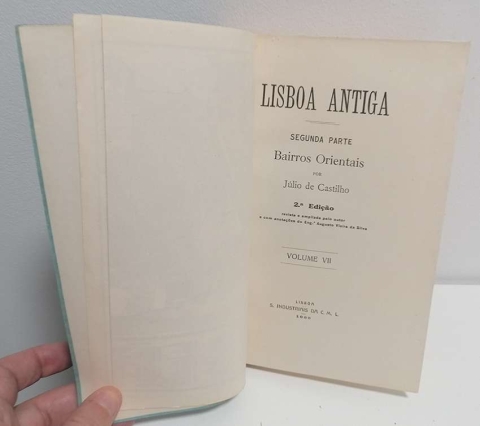 LISBOA ANTIGA
SEGUNDA PARTE
Bairros Orientais
POR
Júlio de Castilho
2.ª Edição
revista e ampliada pelo autor
e com anotações do Eng.º Augusto Vieira da Silva
VOLUME VII
LISBOA
S. INDUSTRIAIS DA C. M. L.